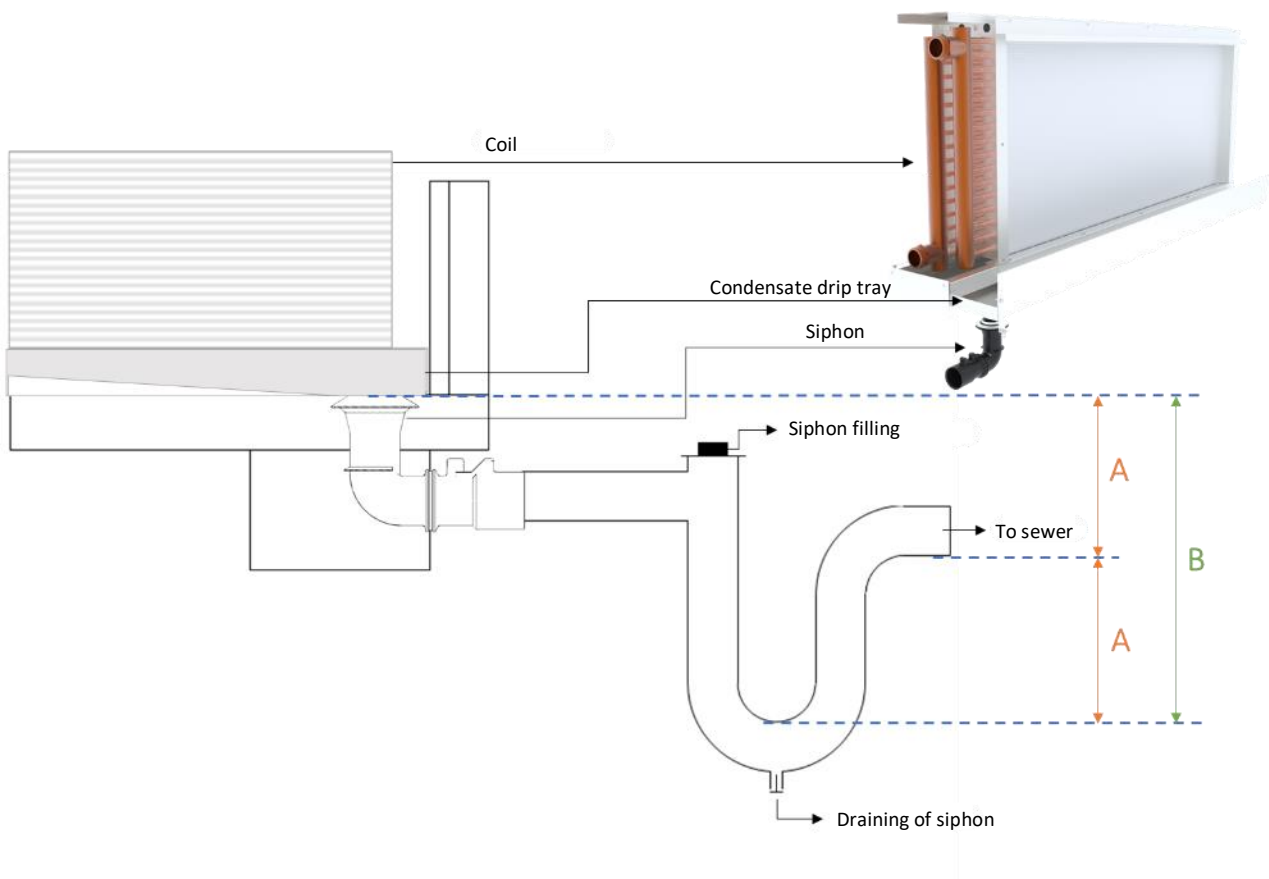 Coil
Condensate drip tray
Siphon
Siphon filling
A
To sewer
B
A
Draining of siphon